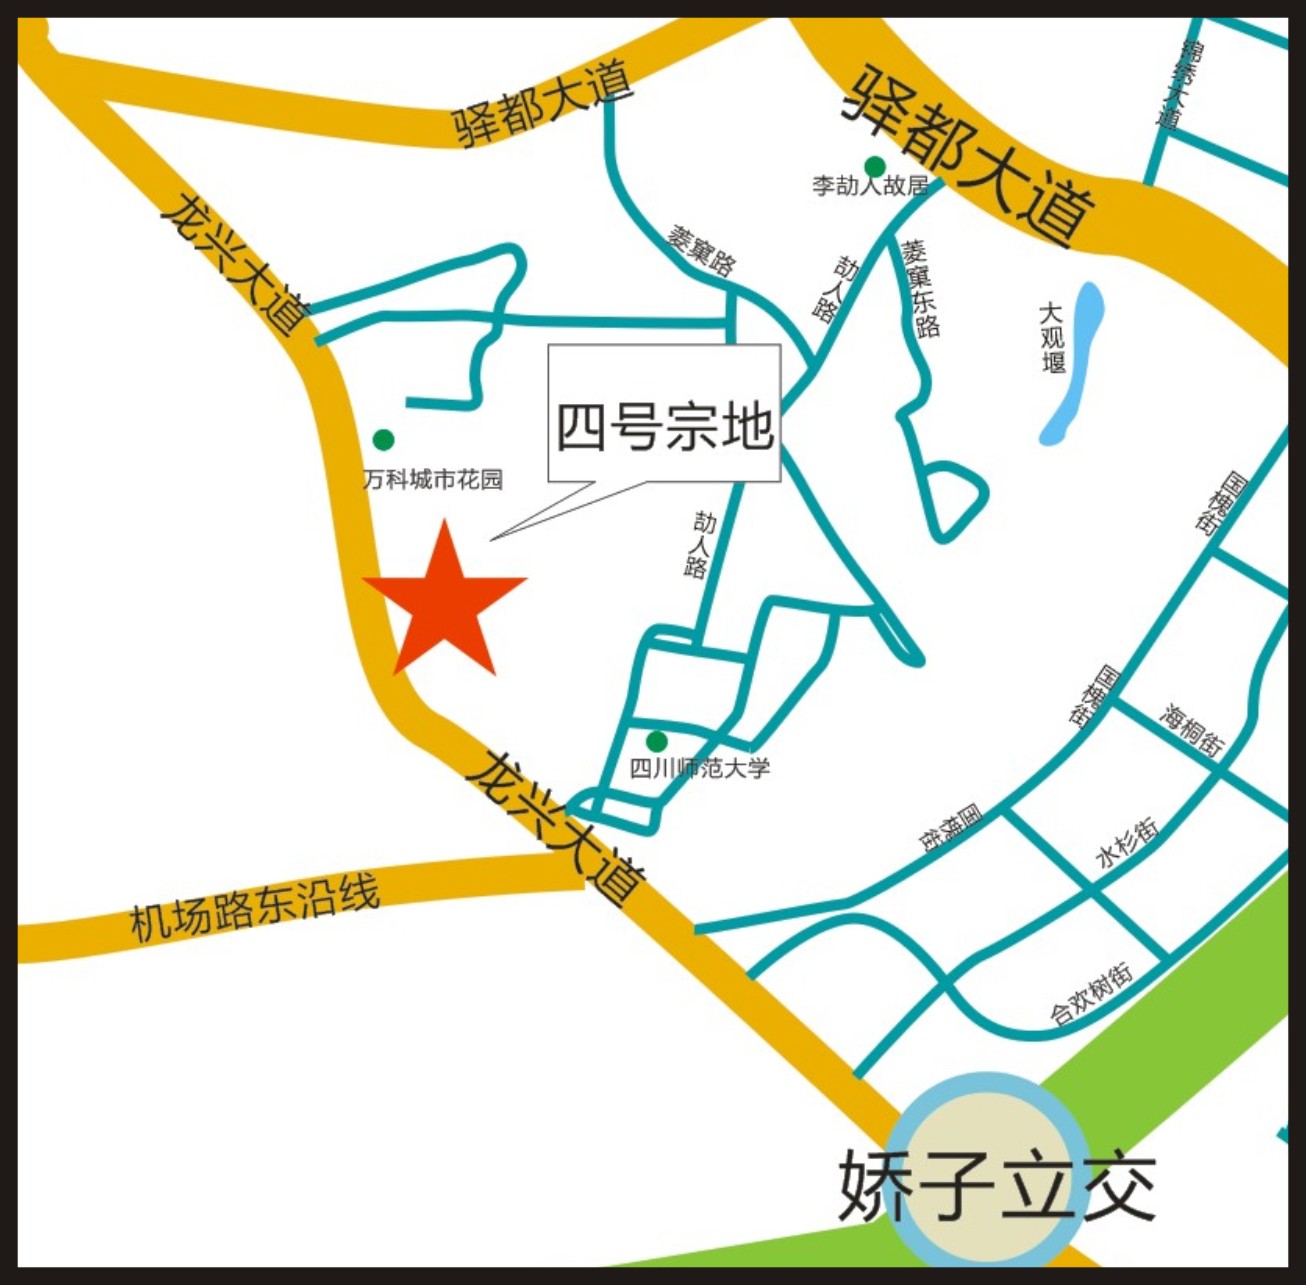 驿都大道
驿都大道
锦绣大道
李劼人故居
龙兴大道
菱窠路
劼人路
菱窠东路
大观堰
四号宗地
万科城市花园
国槐街
劼人路
国槐街
海桐街
四川师范大学
龙兴大道
国槐街
水杉街
机场路东沿线
合欢树街
娇子立交